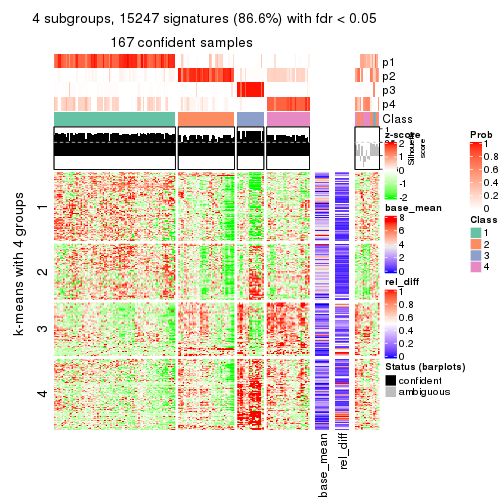 4 subgroups, 15247 signatures (86.6%) with fdr < 0.05
167 confident samples
p1
p2
p3
p4
Class
1
Silhouette
score
z-score
2
1
0
-1
-2
base_mean
8
6
4
2
0
rel_diff
1
0.8
0.6
0.4
0.2
0
Status (barplots)
confident
ambiguous
Prob
1
0.8
0.6
0.4
0.2
0
Class
1
2
3
4
k-means with 4 groups
1
2
3
4
base_mean
rel_diff